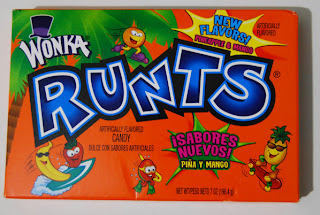 WONKA
NEW
FLAVORS!
PINEAPPLE & MANGO
ARTIFICIALLY
FLAVORED
RUNTS®
ARTIFICIALLY FLAVORED
CANDY
DULCE CON SABORES ARTIFICIALES
¡SABORES
NUEVOS!
PIÑA Y MANGO
NET WT/PESO NETO 7 OZ (198.4g)